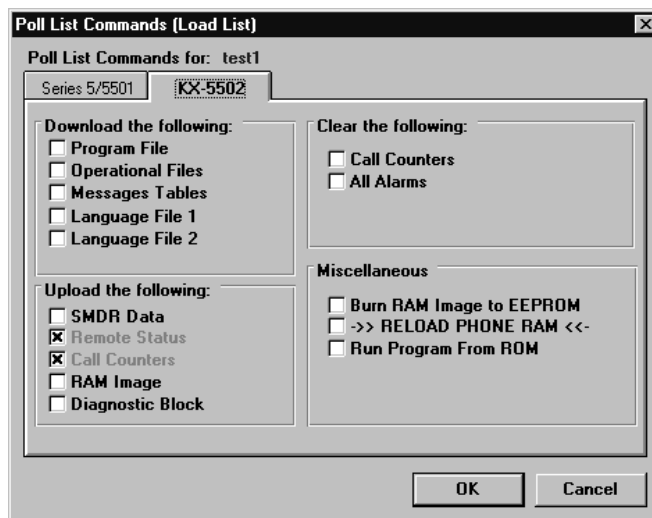 Poll List Commands (Load List)
Poll List Commands for: test1
Series 5/5501
KX-5502
Download the following:
Program File
Operational Files
Messages Tables
Language File 1
Language File 2
Upload the following:
SMDR Data
Remote Status
Call Counters
RAM Image
Diagnostic Block
Clear the following:
Call Counters
All Alarms
Miscellaneous
Burn RAM Image to EEPROM
->> RELOAD PHONE RAM <<-
Run Program From ROM
OK
Cancel